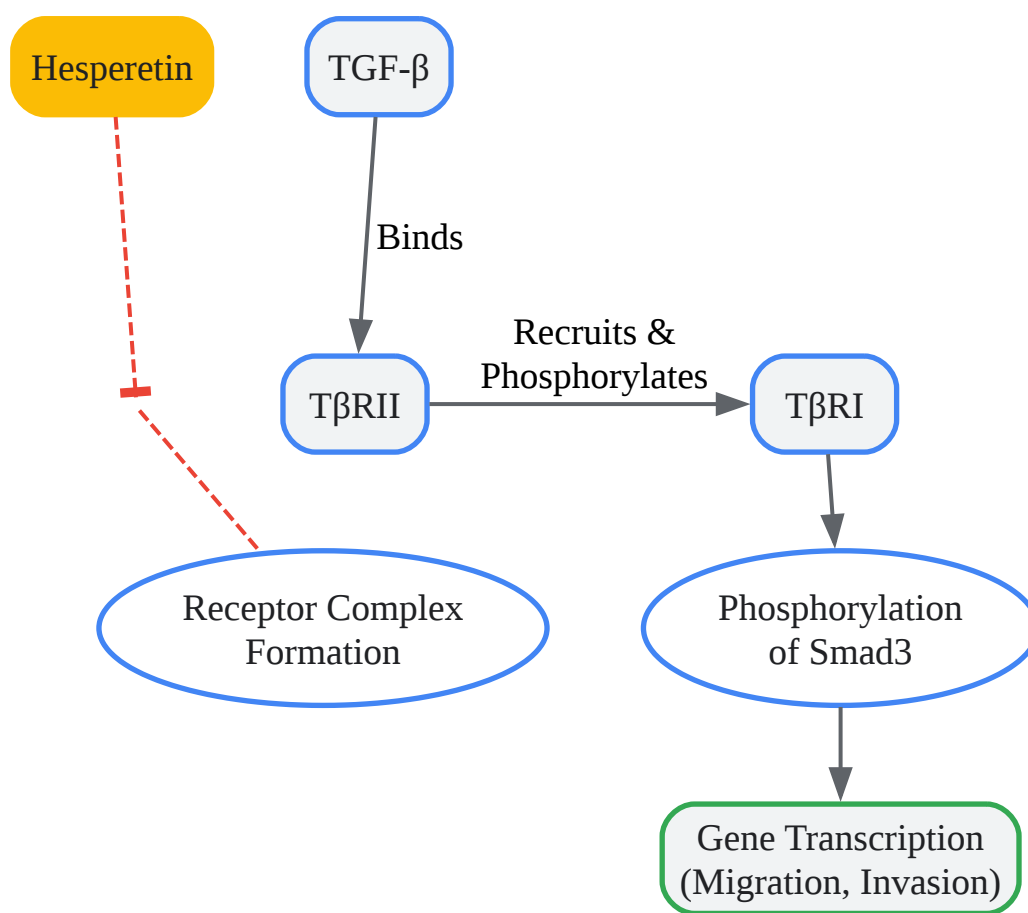 Hesperetin
TGF-β
Binds
Recruits &
Phosphorylates
TβRII
TβRI
Receptor Complex
Formation
Phosphorylation
of Smad3
Gene Transcription
(Migration, Invasion)